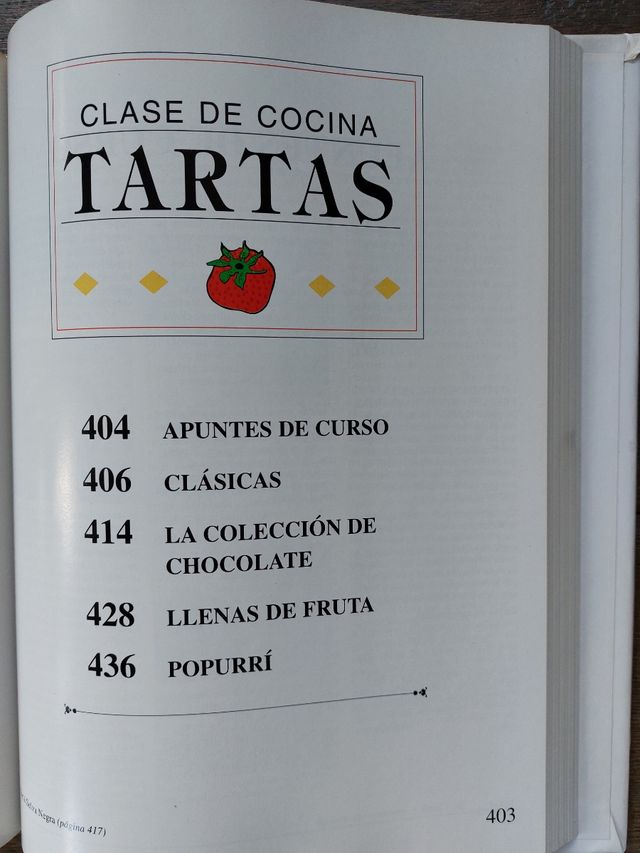 CLASE DE COCINA
TARTAS
404 APUNTES DE CURSO
406 CLÁSICAS
414 LA COLECCIÓN DE
CHOCOLATE
428 LLENAS DE FRUTA
436 POPURRÍ
Selva Negra (página 417)
403